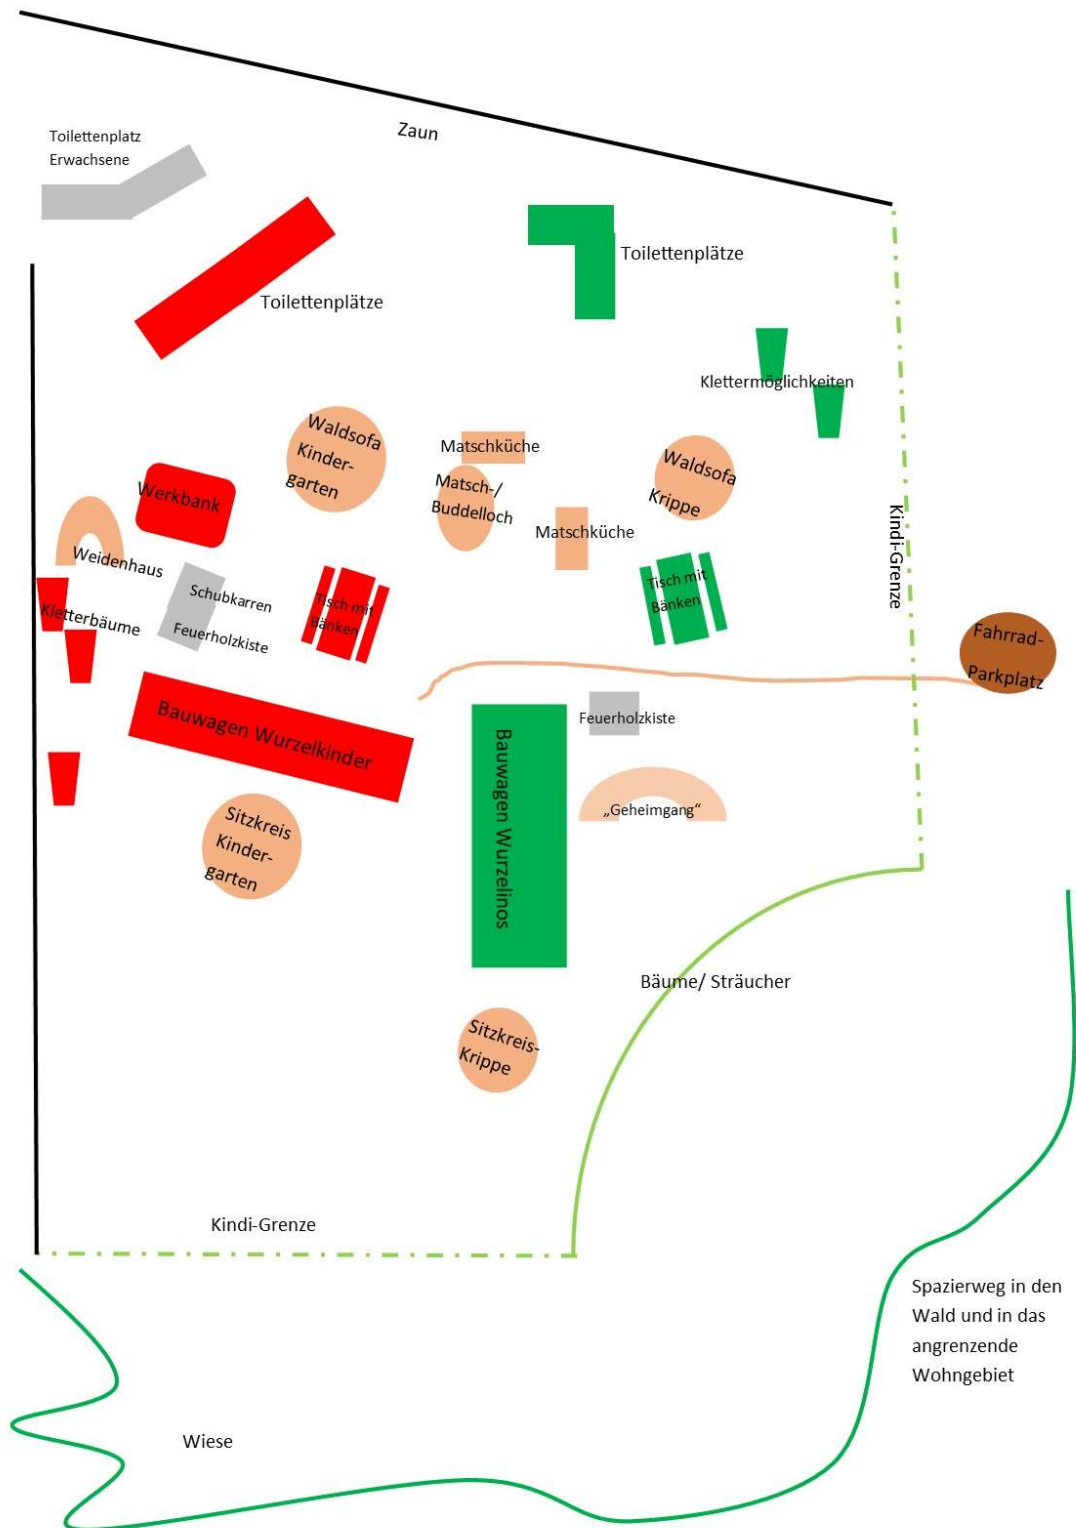 Zaun
Toilettenplatz
Erwachsene
Toilettenplätze
Toilettenplätze
Klettermöglichkeiten
Waldsofa
Kinder-
garten
Matschküche
Waldsofa
Krippe
Werkbank
Matsch-/
Buddelloch
Matschküche
Kindi-Grenze
Weidenhaus
Schubkarren
Feuerholzkiste
Tisch mit
Bänken
Tisch mit
Bänken
Kletterbäume
Fahrrad-
Parkplatz
Bauwagen Wurzelkinder
Feuerholzkiste
Bauwagen Wurzelinos
„Geheimgang“
Sitzkreis
Kinder-
garten
Bäume/ Sträucher
Sitzkreis-
Krippe
Kindi-Grenze
Spazierweg in den
Wald und in das
angrenzende
Wohngebiet
Wiese